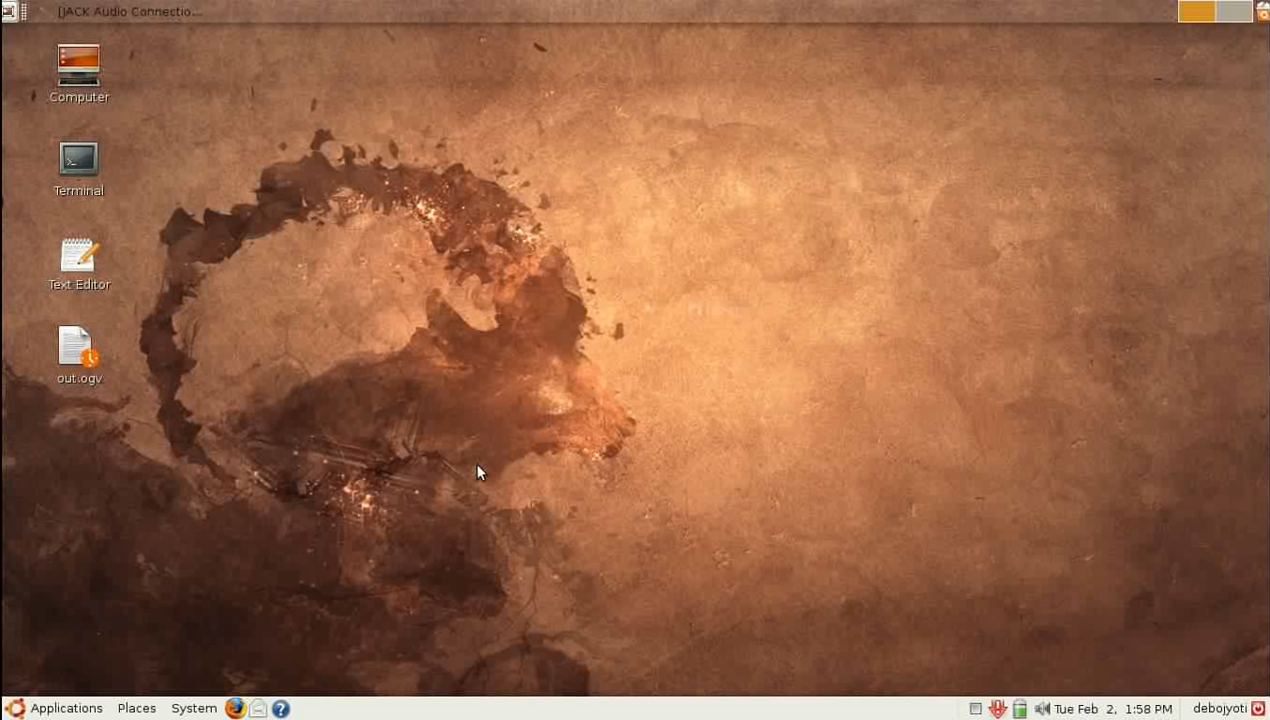 [JACK Audio Connectio...
Computer
Terminal
Text Editor
out.ogv
Applications Places System ? Tue Feb 2, 1:58 PM debojyoti